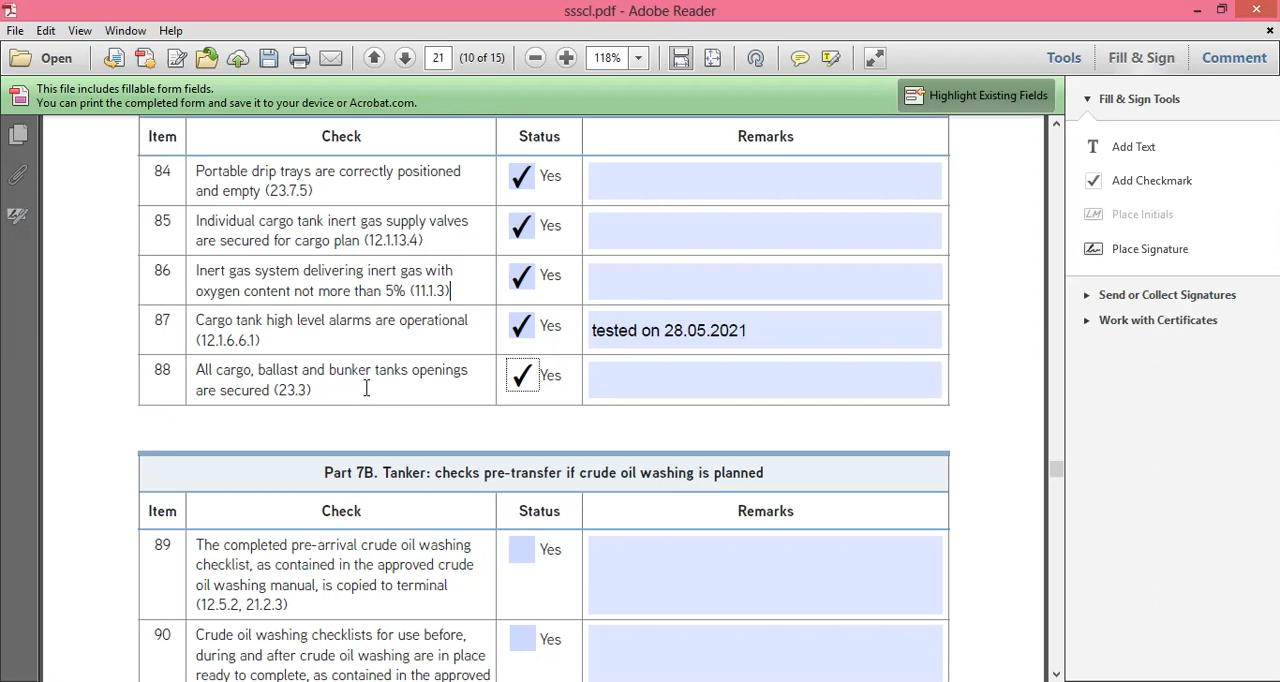 ssscl.pdf - Adobe Reader
File Edit View Window Help
Open 21 (10 of 15) 118% Tools Fill & Sign Comment
This file includes fillable form fields.
You can print the completed form and save it to your device or Acrobat.com.
Highlight Existing Fields
Fill & Sign Tools
Add Text
Add Checkmark
Place Initials
Place Signature
Send or Collect Signatures
Work with Certificates
Item Check Status Remarks
84 Portable drip trays are correctly positioned Yes
and empty (23.7.5)
85 Individual cargo tank inert gas supply valves Yes
are secured for cargo plan (12.1.13.4)
86 Inert gas system delivering inert gas with Yes
oxygen content not more than 5% (11.1.3)
87 Cargo tank high level alarms are operational Yes tested on 28.05.2021
(12.1.6.6.1)
88 All cargo, ballast and bunker tanks openings Yes
are secured (23.3)
Part 7B. Tanker: checks pre-transfer if crude oil washing is planned
Item Check Status Remarks
89 The completed pre-arrival crude oil washing Yes
checklist, as contained in the approved crude
oil washing manual, is copied to terminal
(12.5.2, 21.2.3)
90 Crude oil washing checklists for use before, Yes
during and after crude oil washing are in place
ready to complete, as contained in the approved